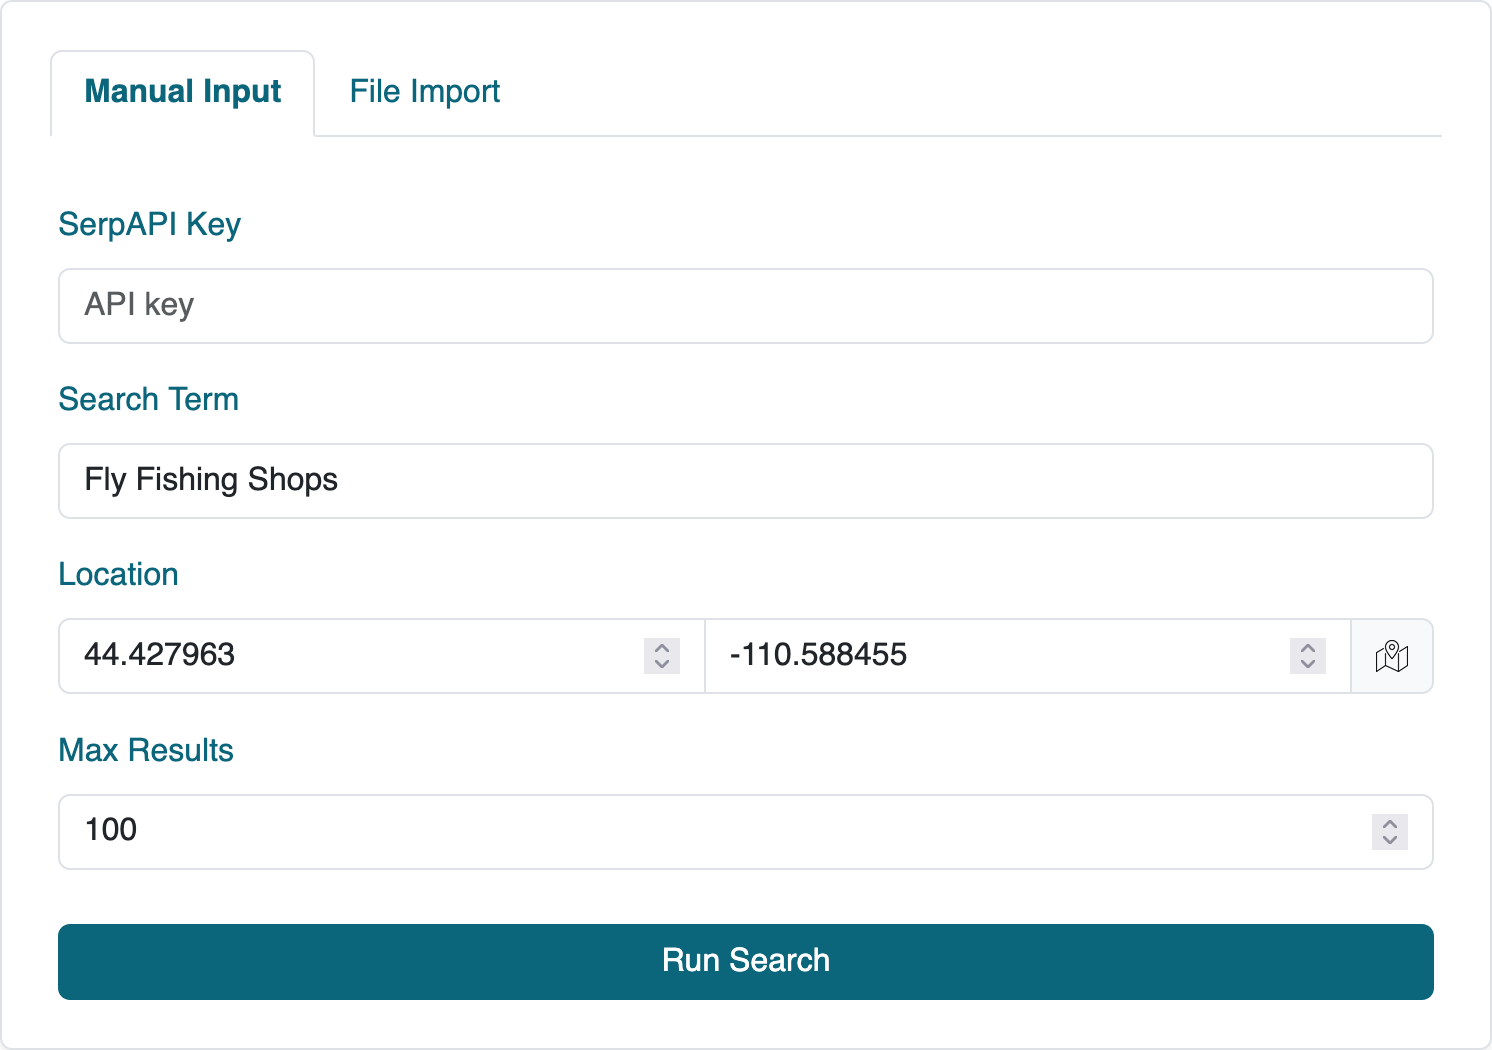 Manual Input File Import
SerpAPI Key
API key
Search Term
Fly Fishing Shops
Location
44.427963 -110.588455
Max Results
100
Run Search